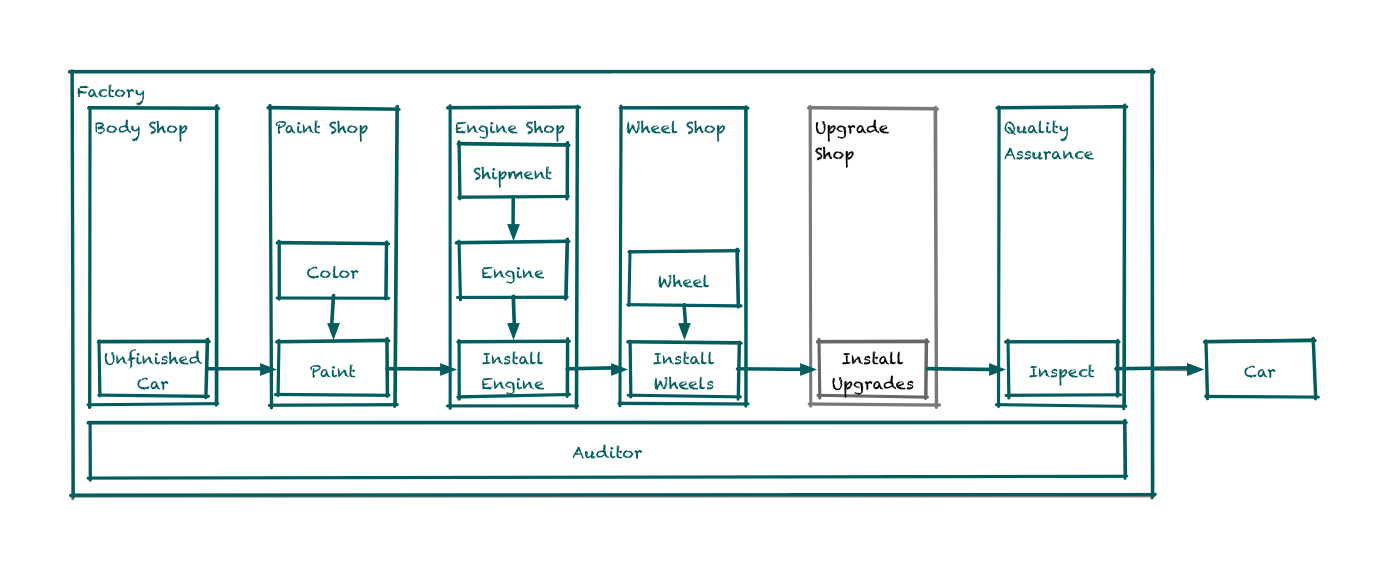 Factory
Body Shop
Paint Shop
Engine Shop
Wheel Shop
Upgrade
Shop
Quality
Assurance
Shipment
Color
Engine
Wheel
Unfinished
Car
Paint
Install
Engine
Install
Wheels
Install
Upgrades
Inspect
Car
Auditor